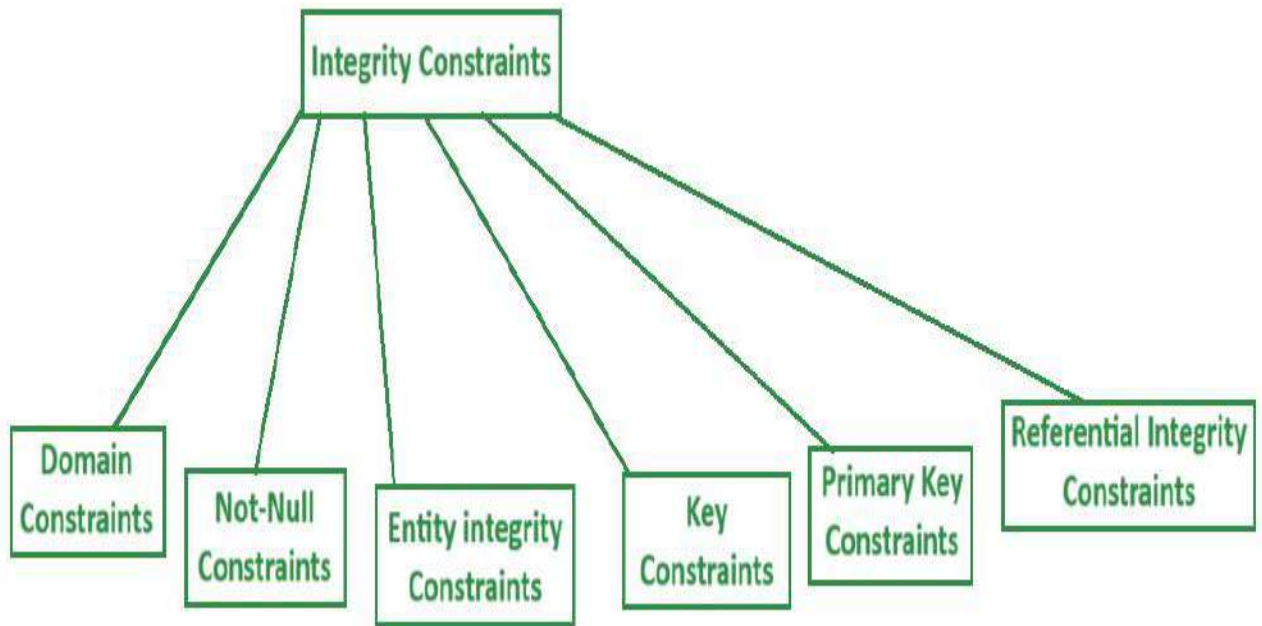 Integrity Constraints
Domain
Constraints
Not-Null
Constraints
Entity integrity
Constraints
Key
Constraints
Primary Key
Constraints
Referential Integrity
Constraints